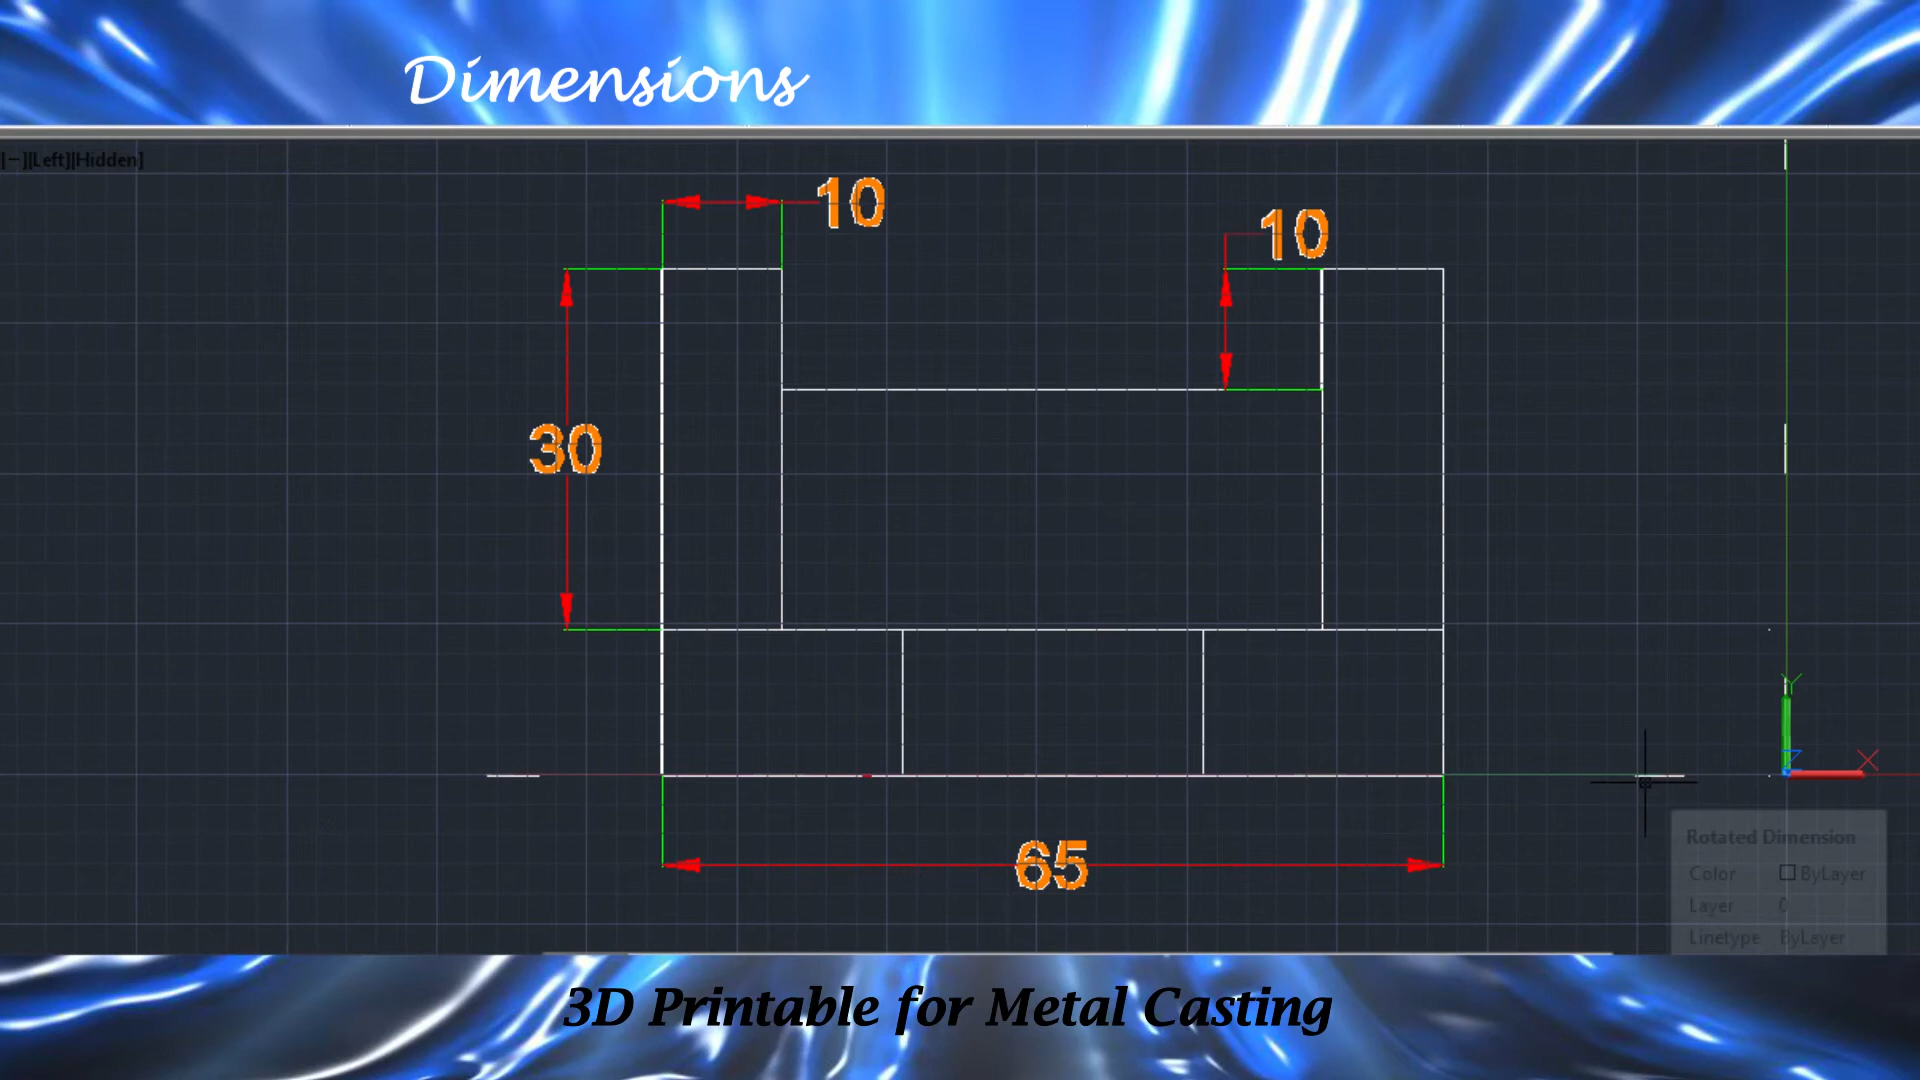 Dimensions
[−][Left][Hidden]
10
10
30
65
Y
Z
X
Rotated Dimension
Color ByLayer
Layer 0
Linetype ByLayer
3D Printable for Metal Casting